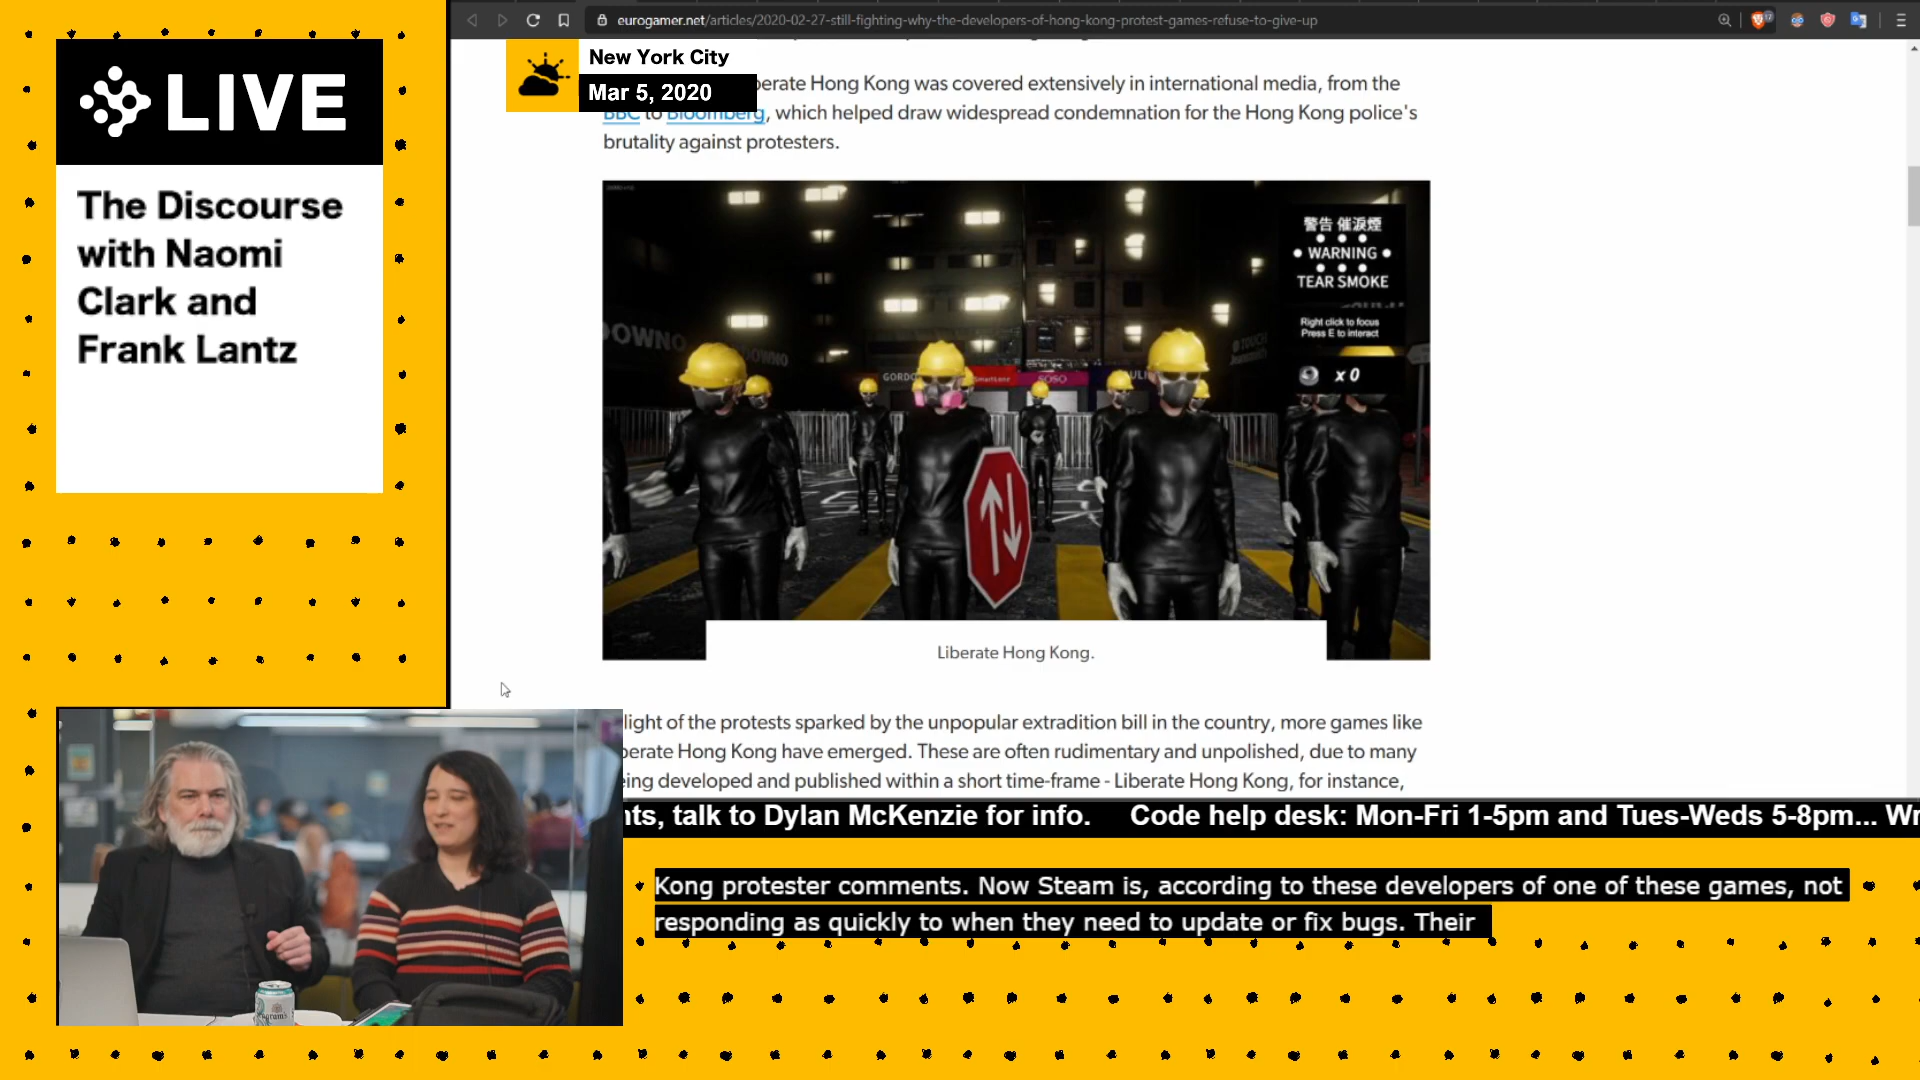 LIVE
The Discourse
with Naomi
Clark and
Frank Lantz
eurogamer.net/articles/2020-02-27-still-fighting-why-the-developers-of-hong-kong-protest-games-refuse-to-give-up
New York City
Mar 5, 2020
berate Hong Kong was covered extensively in international media, from the
BBC to Bloomberg, which helped draw widespread condemnation for the Hong Kong police's
brutality against protesters.
警告 催淚煙
WARNING
TEAR SMOKE
Right click to focus
Press E to interact
x 0
OWNO
DOWNO
GORDO
SmartLane
SOSO
Liberate Hong Kong.
light of the protests sparked by the unpopular extradition bill in the country, more games like
berate Hong Kong have emerged. These are often rudimentary and unpolished, due to many
eing developed and published within a short time-frame - Liberate Hong Kong, for instance,
nts, talk to Dylan McKenzie for info. Code help desk: Mon-Fri 1-5pm and Tues-Weds 5-8pm... Wr
Kong protester comments. Now Steam is, according to these developers of one of these games, not
responding as quickly to when they need to update or fix bugs. Their